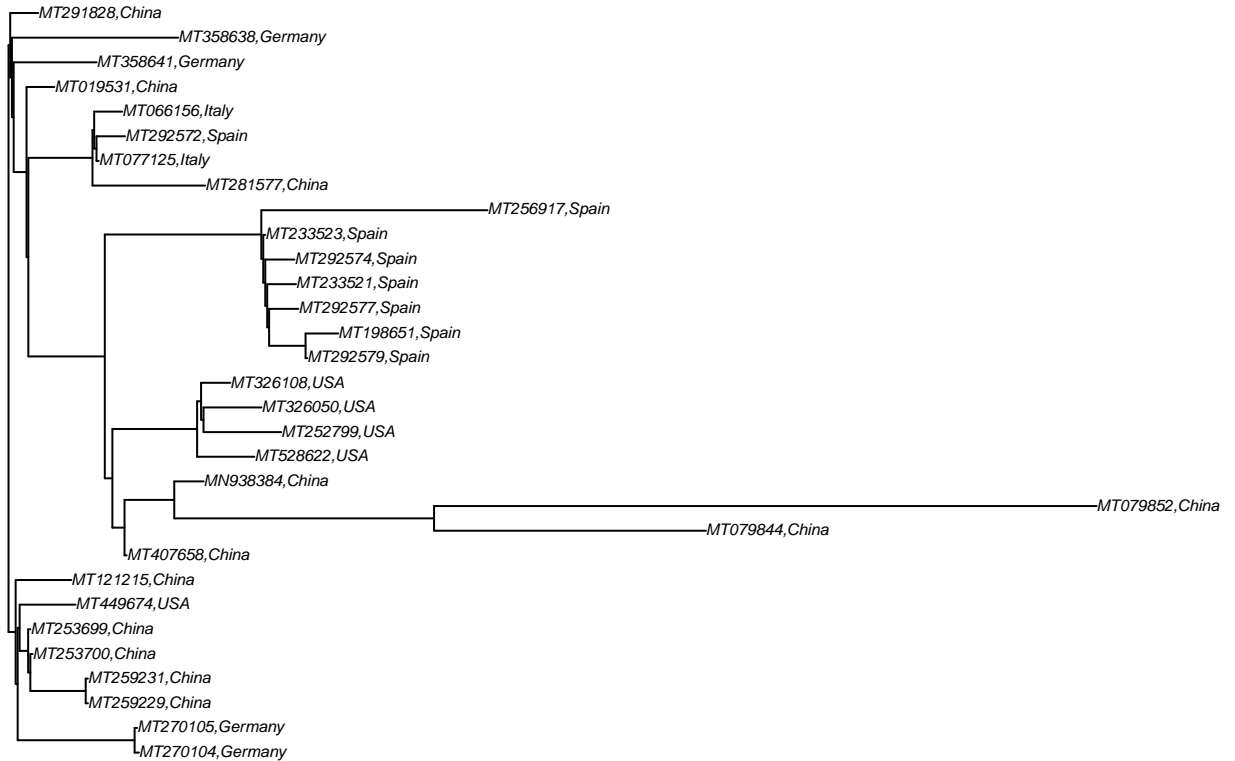 MT291828,China
MT358638,Germany
MT358641,Germany
MT019531,China
MT066156,Italy
MT292572,Spain
MT077125,Italy
MT281577,China
MT256917,Spain
MT233523,Spain
MT292574,Spain
MT233521,Spain
MT292577,Spain
MT198651,Spain
MT292579,Spain
MT326108,USA
MT326050,USA
MT252799,USA
MT528622,USA
MN938384,China
MT079852,China
MT079844,China
MT407658,China
MT121215,China
MT449674,USA
MT253699,China
MT253700,China
MT259231,China
MT259229,China
MT270105,Germany
MT270104,Germany